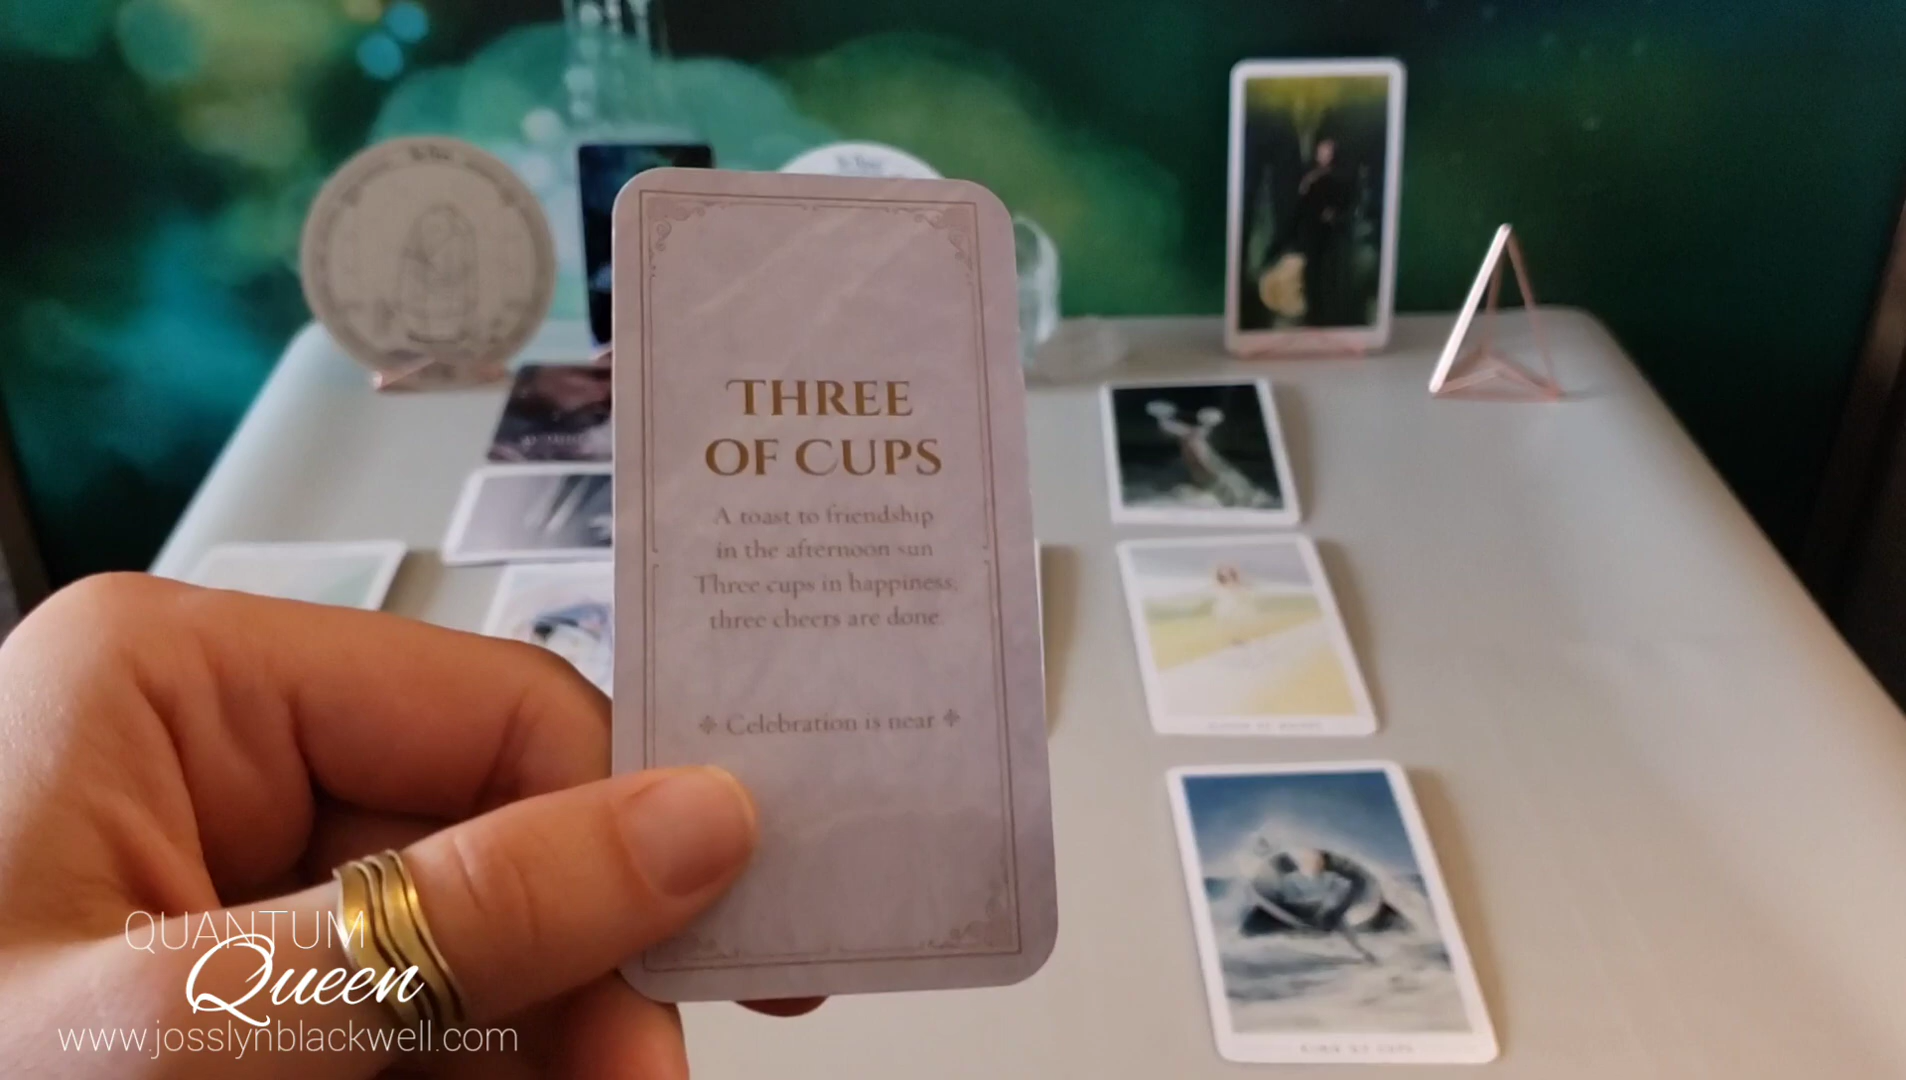 THREE
OF CUPS
A toast to friendship
in the afternoon sun
Three cups in happiness,
three cheers are done.
Celebration is near
QUANTUM
Queen
www.josslynblackwell.com